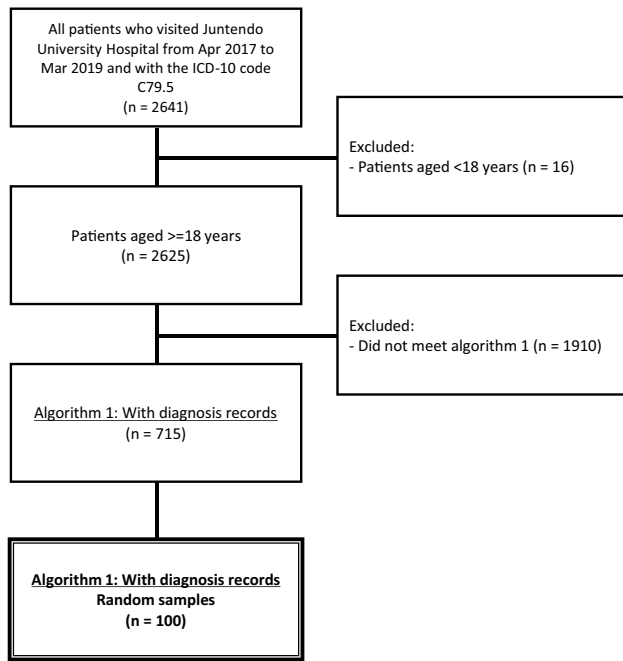 All patients who visited Juntendo
University Hospital from Apr 2017 to
Mar 2019 and with the ICD-10 code
C79.5
(n = 2641)
Excluded:
- Patients aged <18 years (n = 16)
Patients aged >=18 years
(n = 2625)
Excluded:
- Did not meet algorithm 1 (n = 1910)
Algorithm 1: With diagnosis records
(n = 715)
Algorithm 1: With diagnosis records
Random samples
(n = 100)